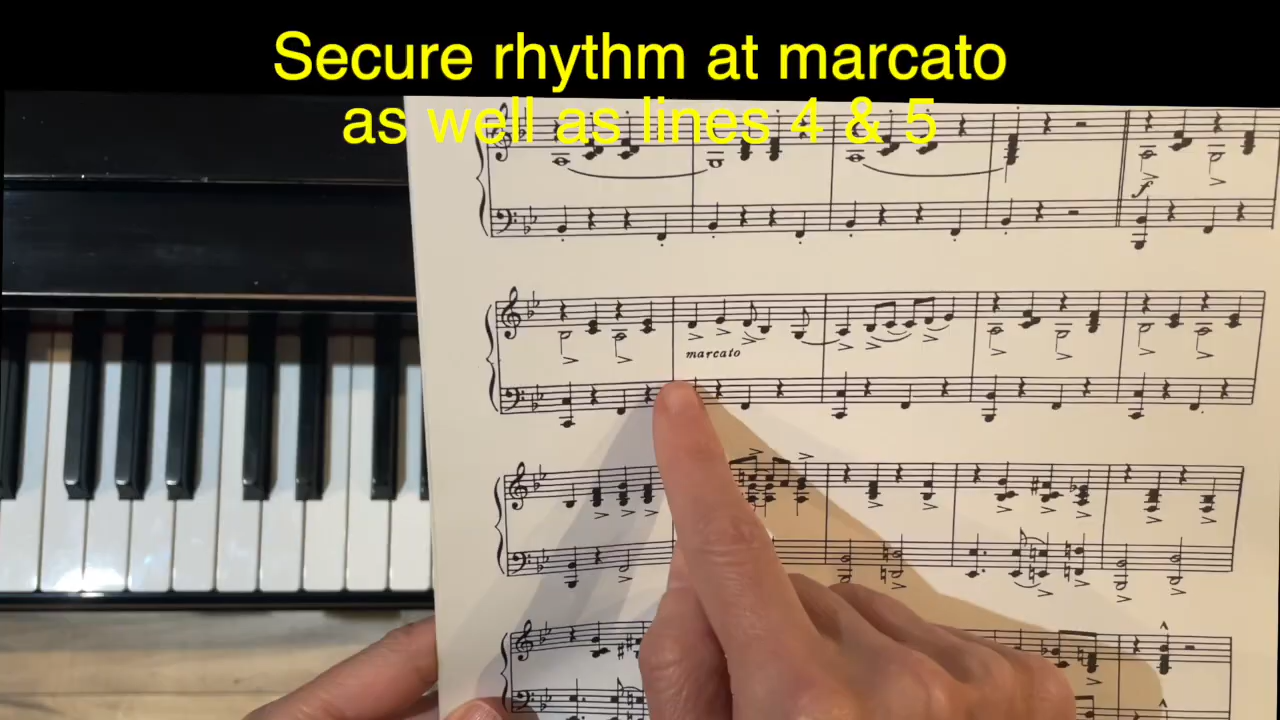 Secure rhythm at marcato
as well as lines 4 & 5
f
marcato